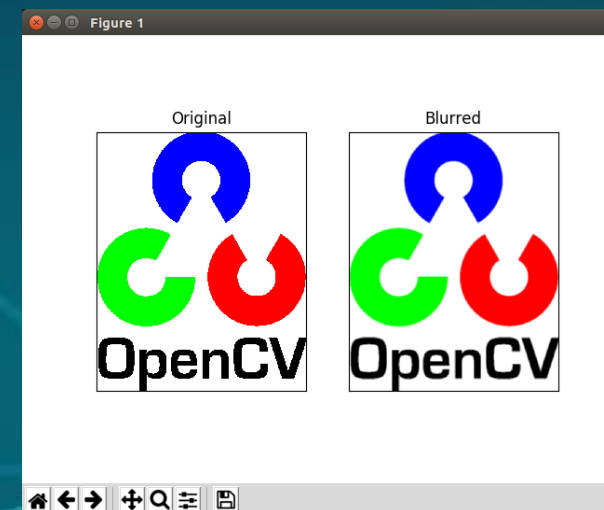 Figure 1
Original
Blurred
OpenCV
OpenCV